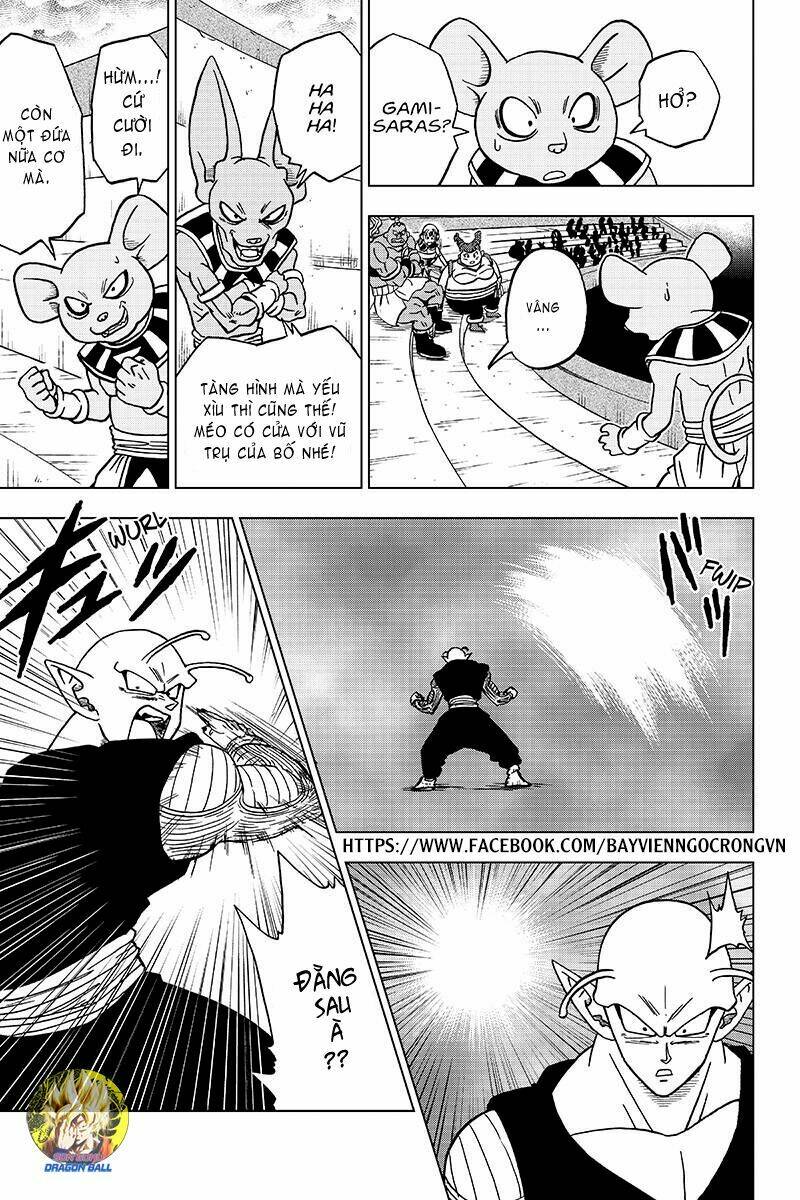 HỞ?
GAMI-
SARAS?
VÂNG
...
HA
HA
HA!
TÀNG HÌNH MÀ YẾU
XÌU THÌ CŨNG THẾ!
MÉO CÓ CỬA VỚI VŨ
TRỤ CỦA BỐ NHÉ!
HỪM...!
CỨ
CƯỜI
ĐI.
CÒN
MỘT ĐỨA
NỮA CƠ
MÀ.
FWIP
WURL
HTTPS://WWW.FACEBOOK.COM/BAYVIENNGOCRONGVN
ĐẰNG
SAU
À
??
DRAGON BALL